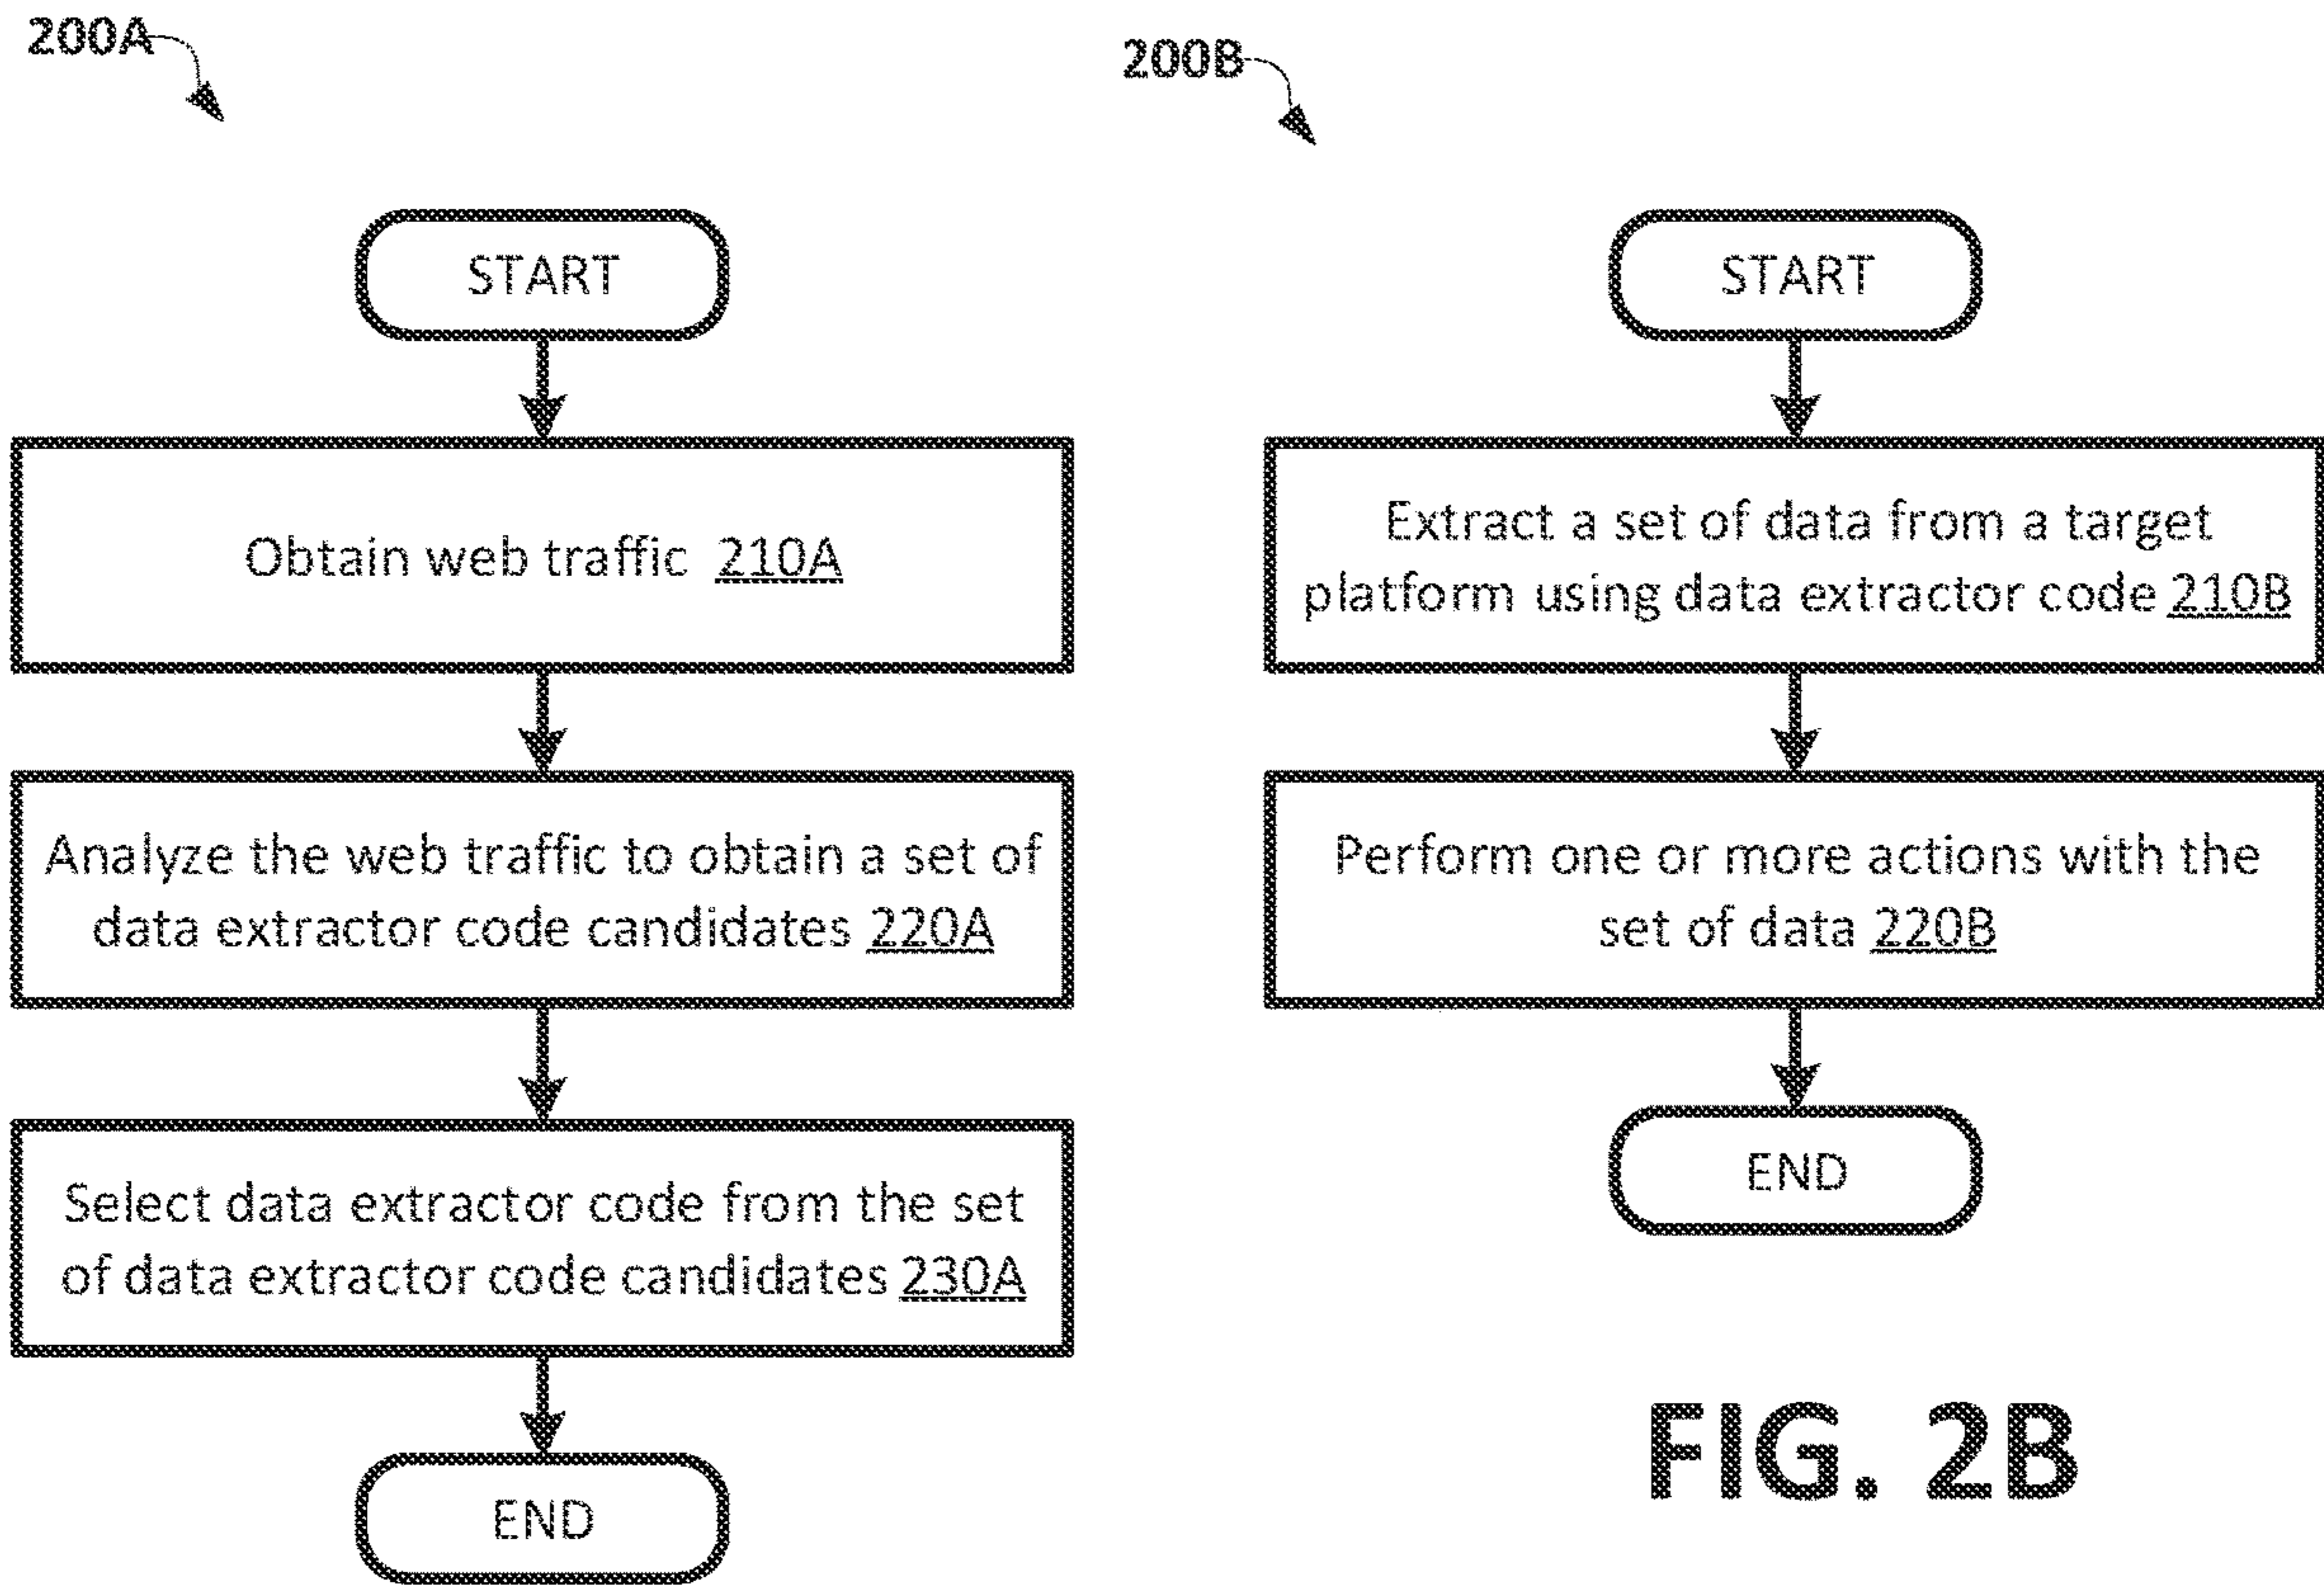 200A
START
Obtain web traffic 210A
Analyze the web traffic to obtain a set of
data extractor code candidates 220A
Select data extractor code from the set
of data extractor code candidates 230A
END
200B
START
Extract a set of data from a target
platform using data extractor code 210B
Perform one or more actions with the
set of data 220B
END
FIG. 2B